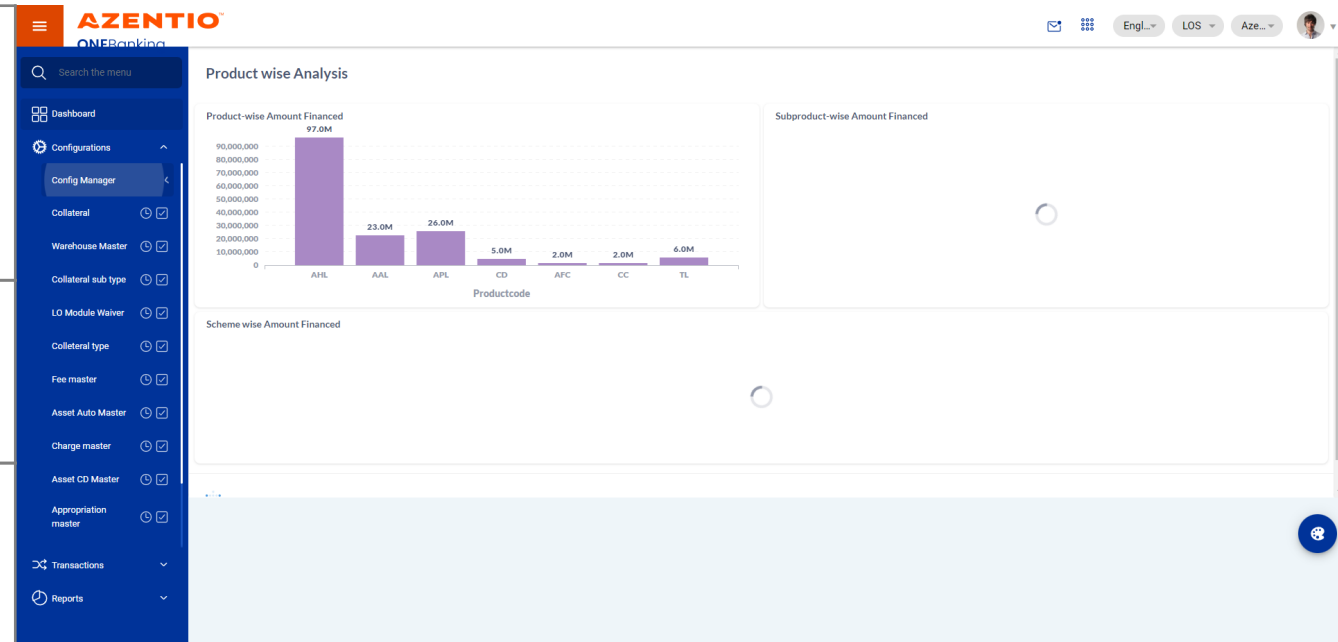 AZENTIO
ONEBanking
Engl...
LOS
Aze...
Search the menu
Dashboard
Configurations
Config Manager
Collateral
Warehouse Master
Collateral sub type
LO Module Waiver
Colleteral type
Fee master
Asset Auto Master
Charge master
Asset CD Master
Appropriation
master
Transactions
Reports
Product wise Analysis
Product-wise Amount Financed
97.0M
90,000,000
80,000,000
70,000,000
60,000,000
50,000,000
40,000,000
30,000,000
20,000,000
10,000,000
0
23.0M
26.0M
5.0M
2.0M
2.0M
6.0M
AHL
AAL
APL
CD
AFC
CC
TL
Productcode
Subproduct-wise Amount Financed
Scheme wise Amount Financed